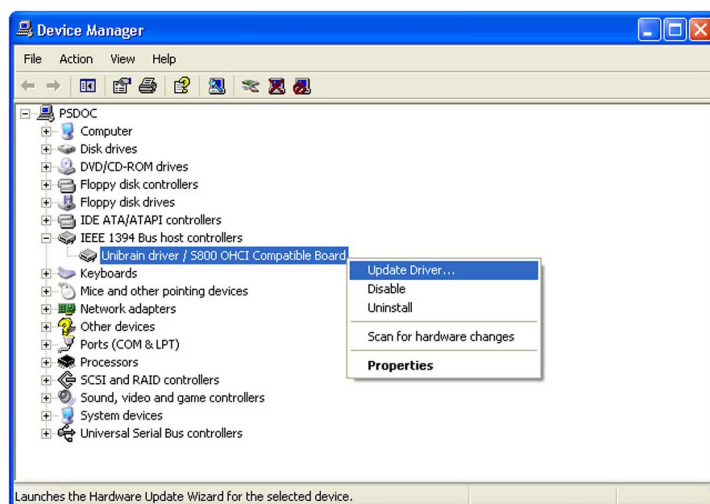 Device Manager
File Action View Help
PSDOC
Computer
Disk drives
DVD/CD-ROM drives
Floppy disk controllers
Floppy disk drives
IDE ATA/ATAPI controllers
IEEE 1394 Bus host controllers
Unibrain driver / S800 OHCI Compatible Board
Keyboards
Mice and other pointing devices
Network adapters
Other devices
Ports (COM & LPT)
Processors
SCSI and RAID controllers
Sound, video and game controllers
System devices
Universal Serial Bus controllers
Update Driver...
Disable
Uninstall
Scan for hardware changes
Properties
Launches the Hardware Update Wizard for the selected device.